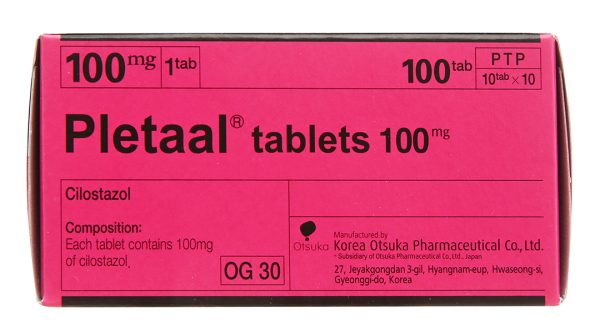 100mg 1tab
100tab
PTP
10tab×10
Pletaal® tablets 100mg
Cilostazol
Composition:
Each tablet contains 100mg
of cilostazol.
OG 30
Otsuka
Manufactured by
Korea Otsuka Pharmaceutical Co., Ltd.
* Subsidiary of Otsuka Pharmaceutical Co., Ltd., Japan
27, Jeyakgongdan 3-gil, Hyangnam-eup, Hwaseong-si,
Gyeonggi-do, Korea